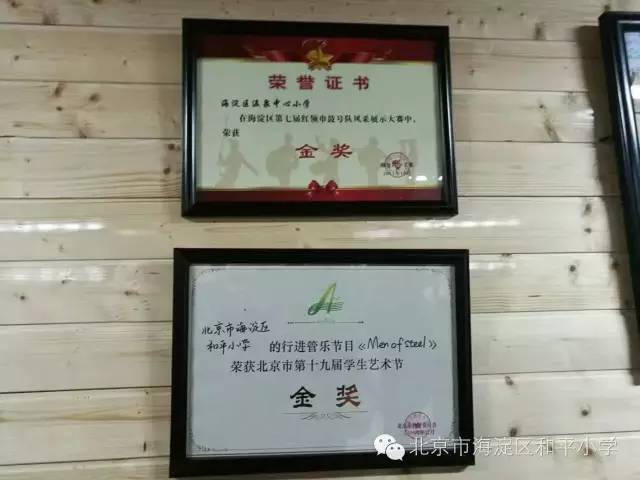 荣誉证书
海淀区温泉中心小学
在海淀区第七届红领巾鼓号队风采展示大赛中，
荣获
金奖
北京市海淀区
和平小学 的行进管乐节目《Men of steel》
荣获北京市第十九届学生艺术节
金奖
北京市海淀区和平小学